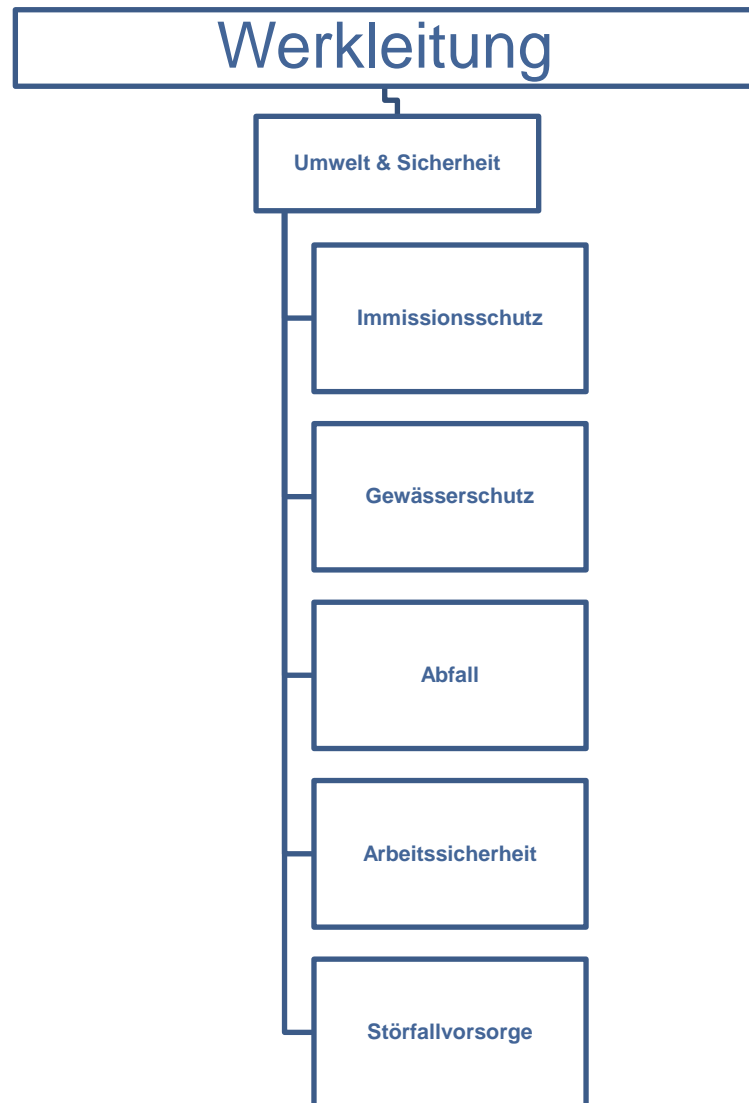 Werkleitung
Umwelt & Sicherheit
Immissionsschutz
Gewässerschutz
Abfall
Arbeitssicherheit
Störfallvorsorge